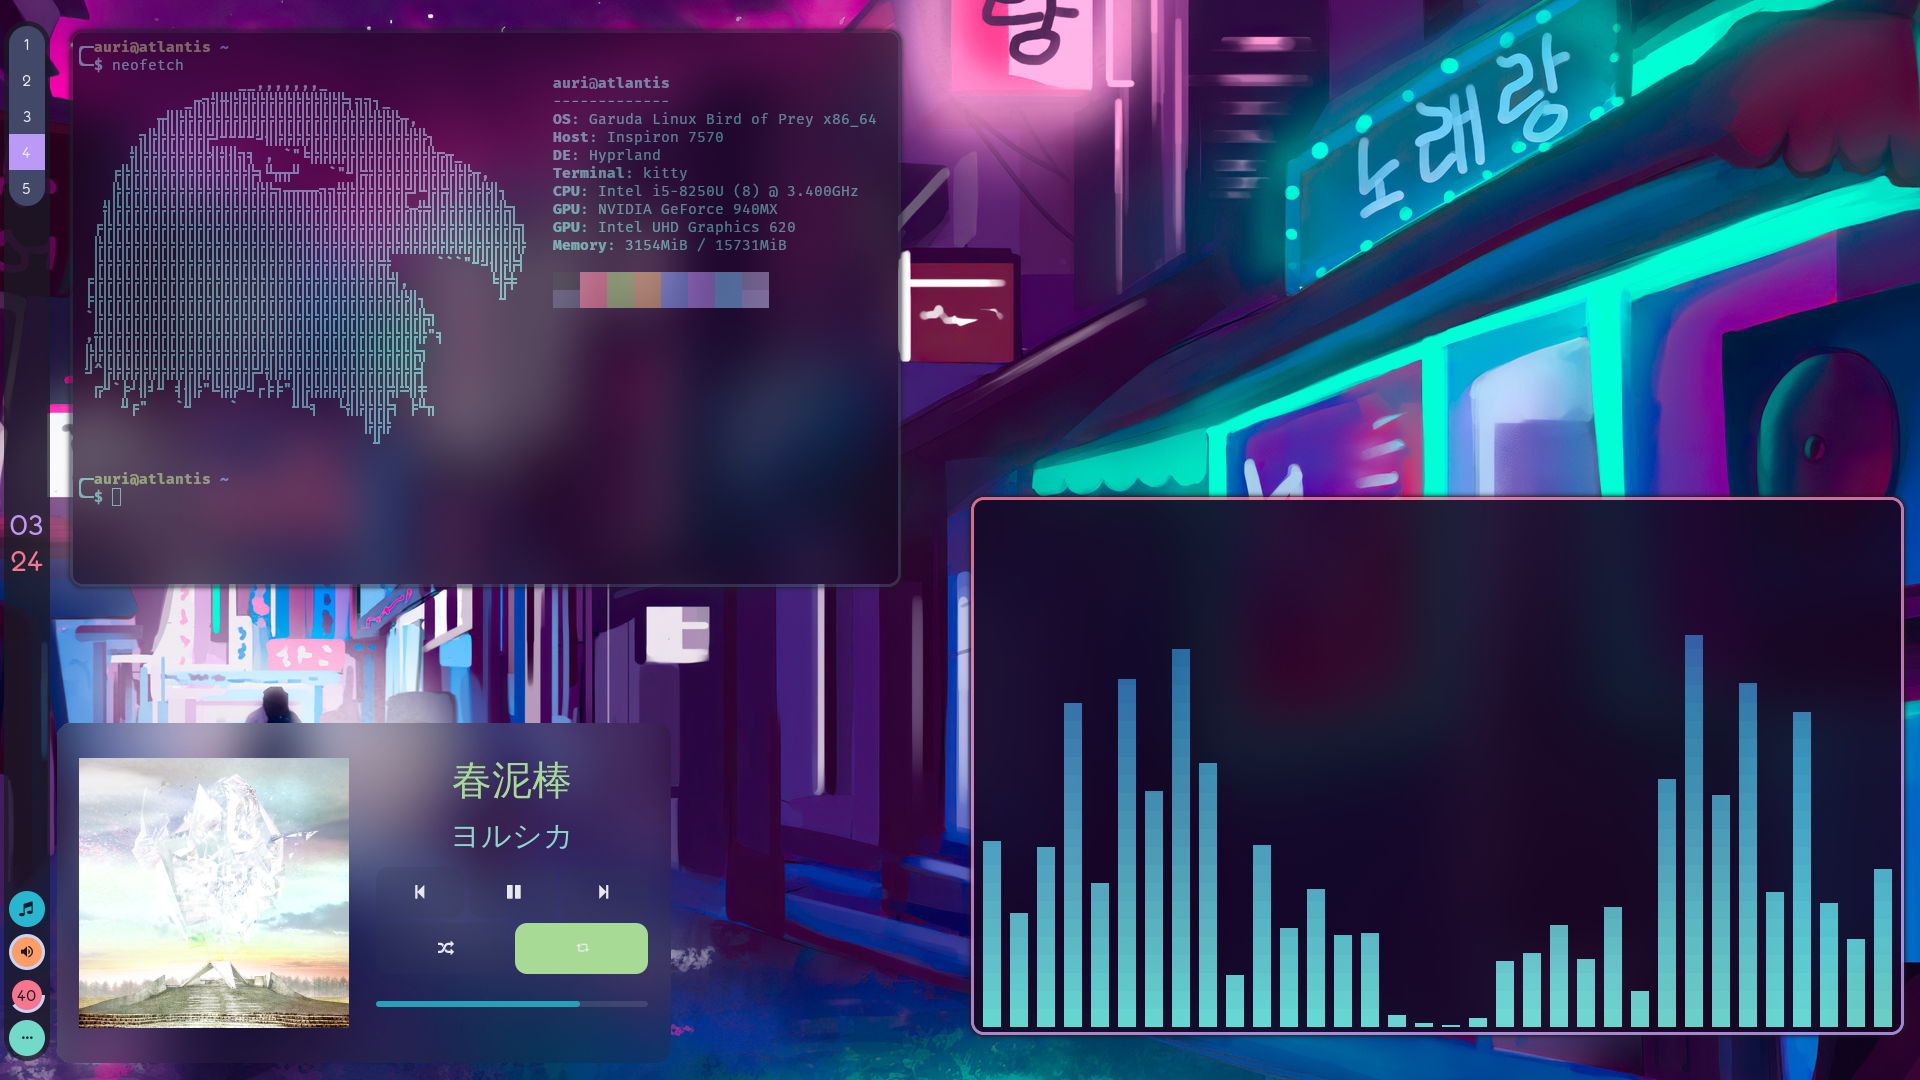 1
2
3
4
5
03
24
40
auri@atlantis ~
$ neofetch
auri@atlantis
-------------
OS: Garuda Linux Bird of Prey x86_64
Host: Inspiron 7570
DE: Hyprland
Terminal: kitty
CPU: Intel i5-8250U (8) @ 3.400GHz
GPU: NVIDIA GeForce 940MX
GPU: Intel UHD Graphics 620
Memory: 3154MiB / 15731MiB
auri@atlantis ~
$
노래랑
春泥棒
ヨルシカ